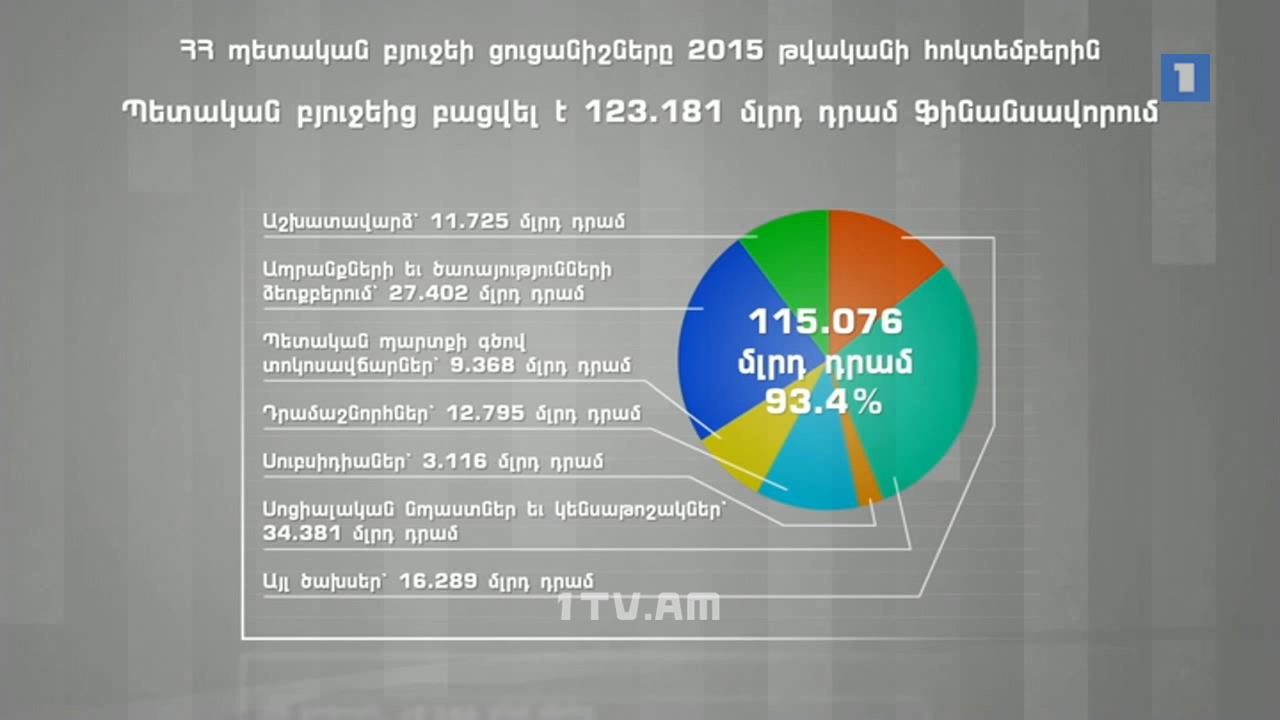 ՀՀ պետական բյուջեի ցուցանիշները 2015 թվականի հոկտեմբերին
1
Պետական բյուջեից բացվել է 123.181 մլրդ դրամ ֆինանսավորում
Աշխատավարձ՝ 11.725 մլրդ դրամ
Ապրանքների եւ ծառայությունների
ձեռքբերում՝ 27.402 մլրդ դրամ
Պետական պարտքի գծով
տոկոսավճարներ՝ 9.368 մլրդ դրամ
Դրամաշնորհներ՝ 12.795 մլրդ դրամ
Սուբսիդիաներ՝ 3.116 մլրդ դրամ
Սոցիալական նպաստներ եւ կենսաթոշակներ՝
34.381 մլրդ դրամ
Այլ ծախսեր՝ 16.289 մլրդ դրամ
115.076
մլրդ դրամ
93.4%
1TV.AM